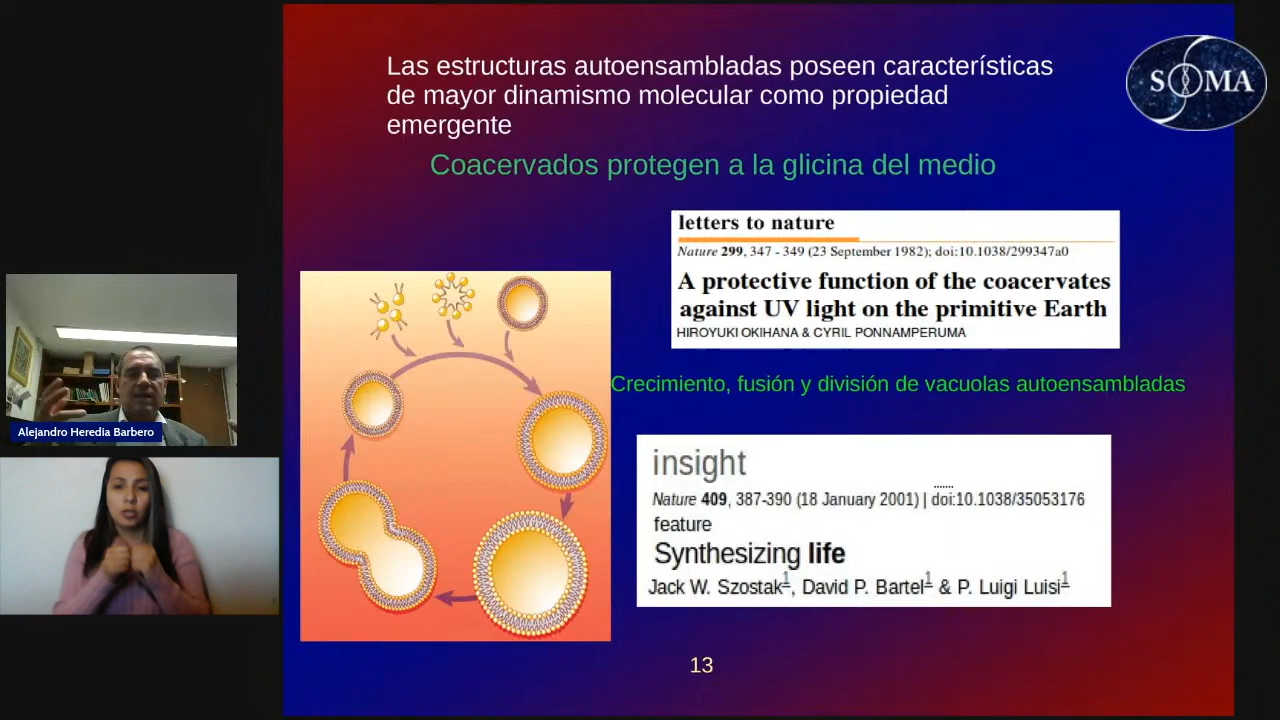 Las estructuras autoensambladas poseen características
de mayor dinamismo molecular como propiedad
emergente
SOMA
Coacervados protegen a la glicina del medio
letters to nature
Nature 299, 347 - 349 (23 September 1982); doi:10.1038/299347a0
A protective function of the coacervates
against UV light on the primitive Earth
HIROYUKI OKIHANA & CYRIL PONNAMPERUMA
Crecimiento, fusión y división de vacuolas autoensambladas
Alejandro Heredia Barbero
insight
Nature 409, 387-390 (18 January 2001) | doi:10.1038/35053176
feature
Synthesizing life
Jack W. Szostak1, David P. Bartel1 & P. Luigi Luisi1
13